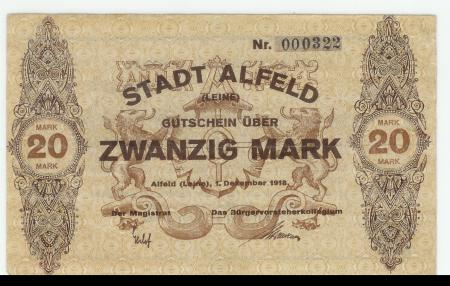 Nr. 000322
STADT ALFELD
(LEINE)
GUTSCHEIN ÜBER
MARK
20
MARK
ZWANZIG MARK
MARK
20
MARK
Alfeld (Leine), 1. Dezember 1918.
Der Magistrat Das Bürgervorsteherkollegium